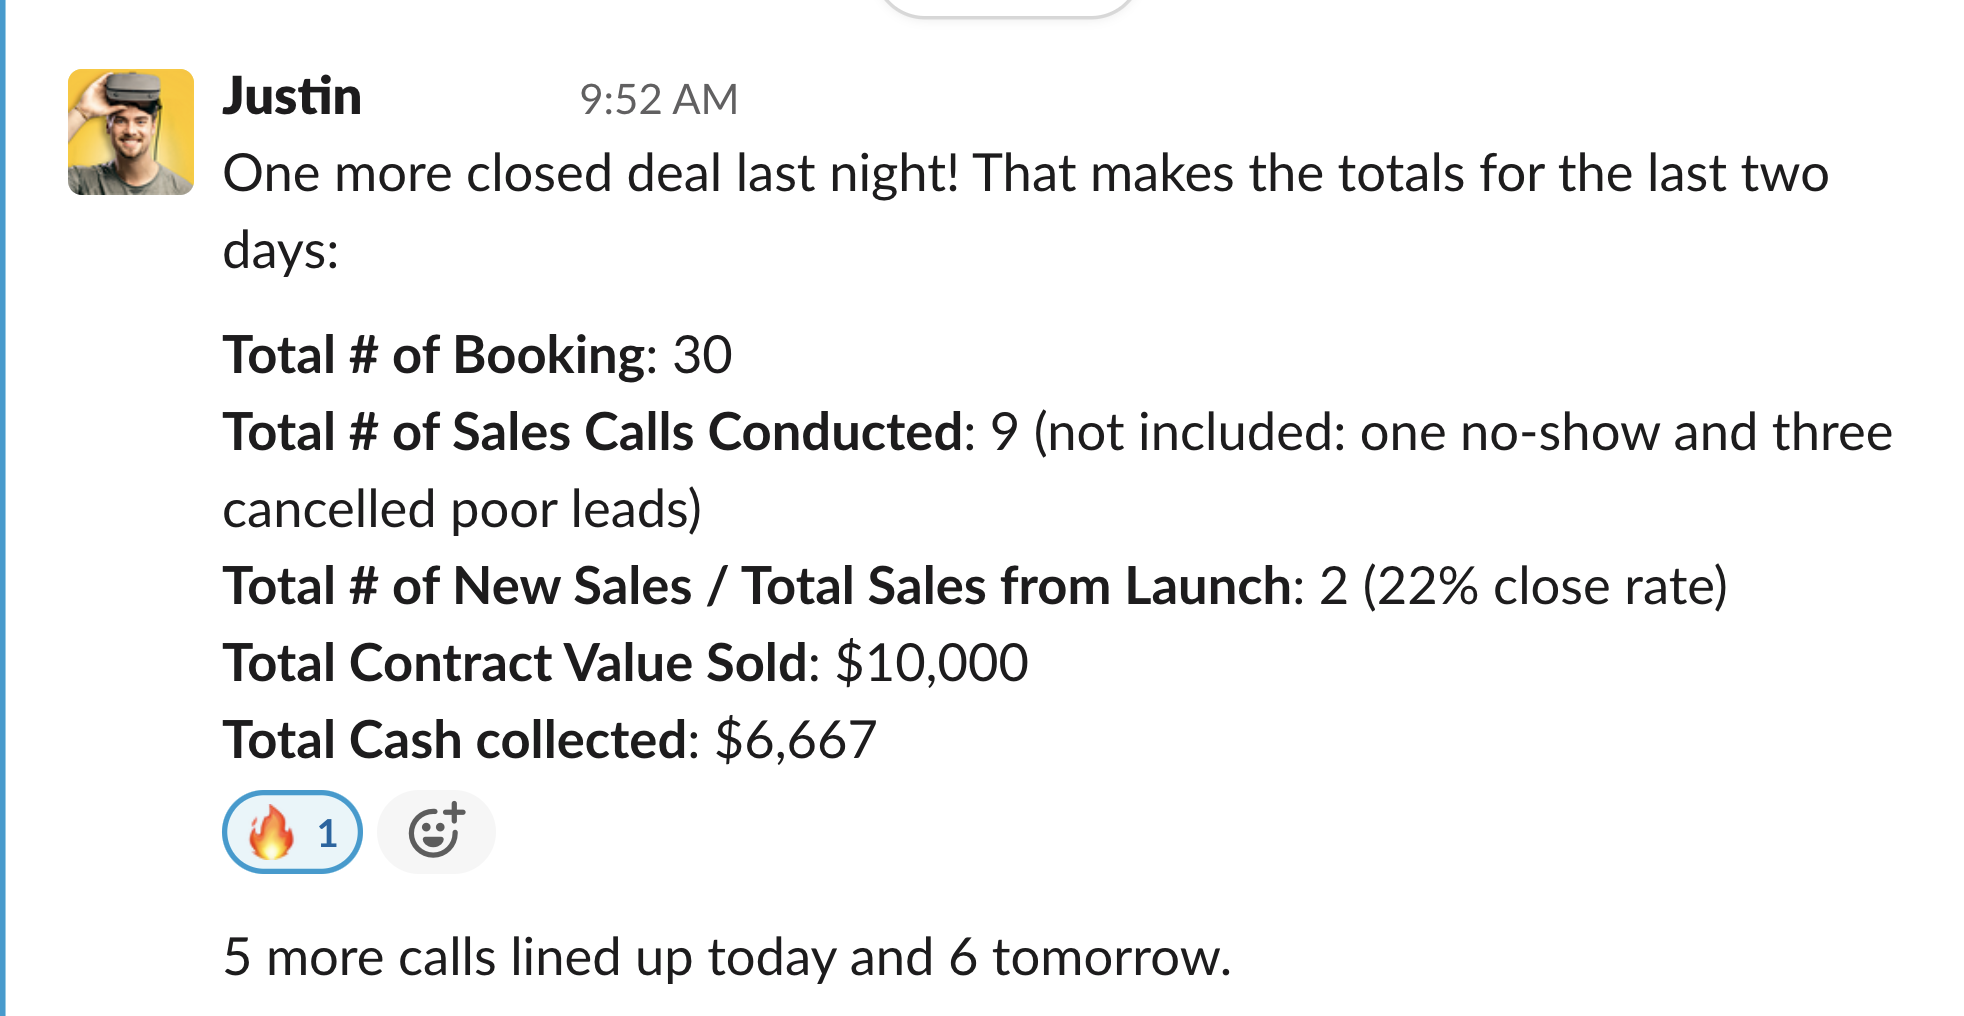 Justin 9:52 AM
One more closed deal last night! That makes the totals for the last two
days:
Total # of Booking: 30
Total # of Sales Calls Conducted: 9 (not included: one no-show and three
cancelled poor leads)
Total # of New Sales / Total Sales from Launch: 2 (22% close rate)
Total Contract Value Sold: $10,000
Total Cash collected: $6,667
🔥 1
5 more calls lined up today and 6 tomorrow.